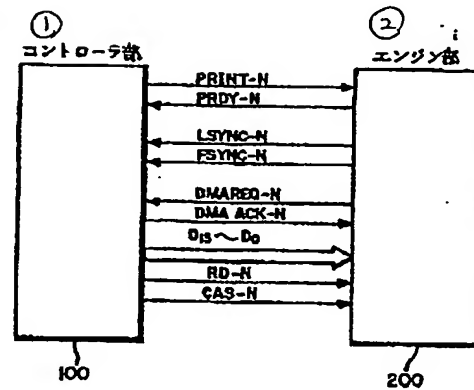 ① ②
コントローラ部 エンジン部
PRINT-N
PRDY-N
LSYNC-N
FSYNC-N
DMAREQ-N
DMA ACK-N
D15～D0
RD-N
CAS-N
100 200